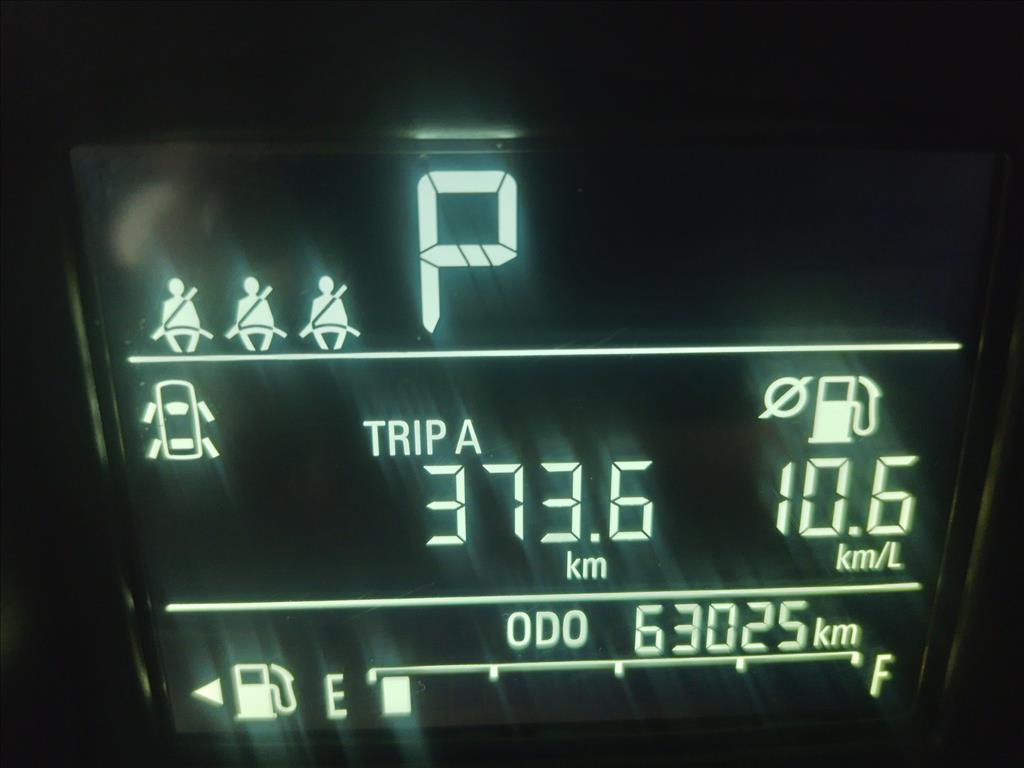 P
TRIP A
373.6 10.6
km km/L
ODO 63025 km
E F